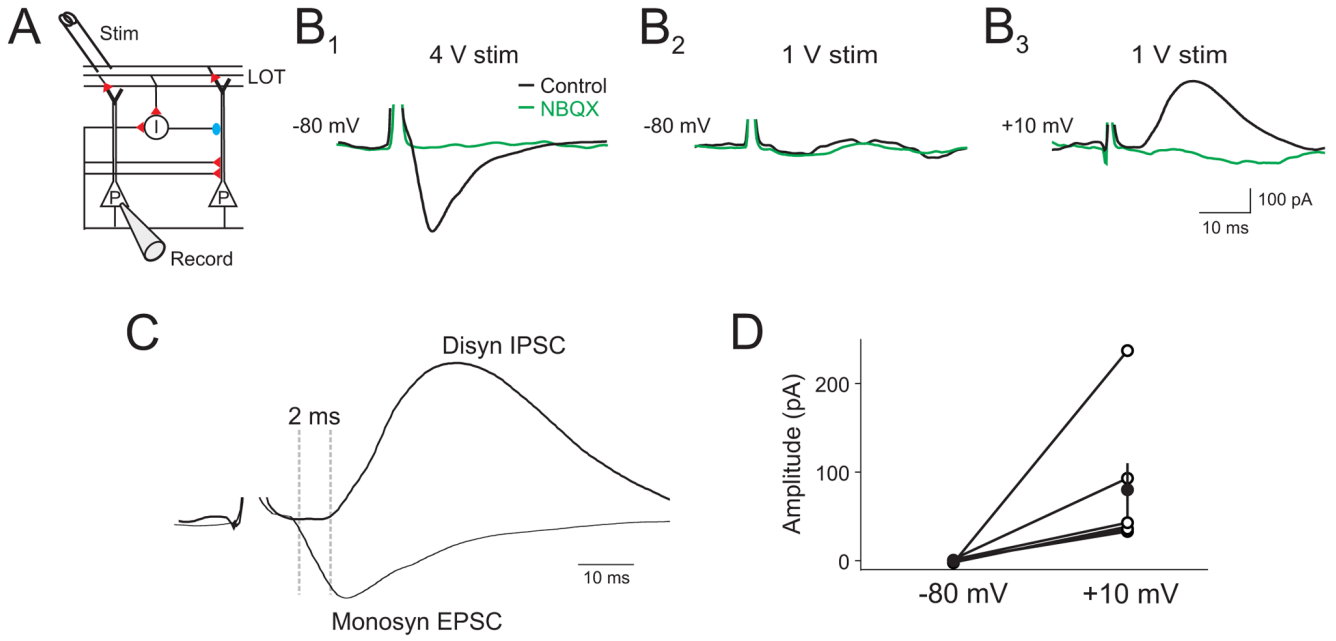 A
Stim
LOT
I
P
P
Record
B1
4 V stim
Control
NBQX
-80 mV
B2
1 V stim
-80 mV
B3
1 V stim
+10 mV
100 pA
10 ms
C
Disyn IPSC
2 ms
10 ms
Monosyn EPSC
D
Amplitude (pA)
200
100
0
-80 mV
+10 mV